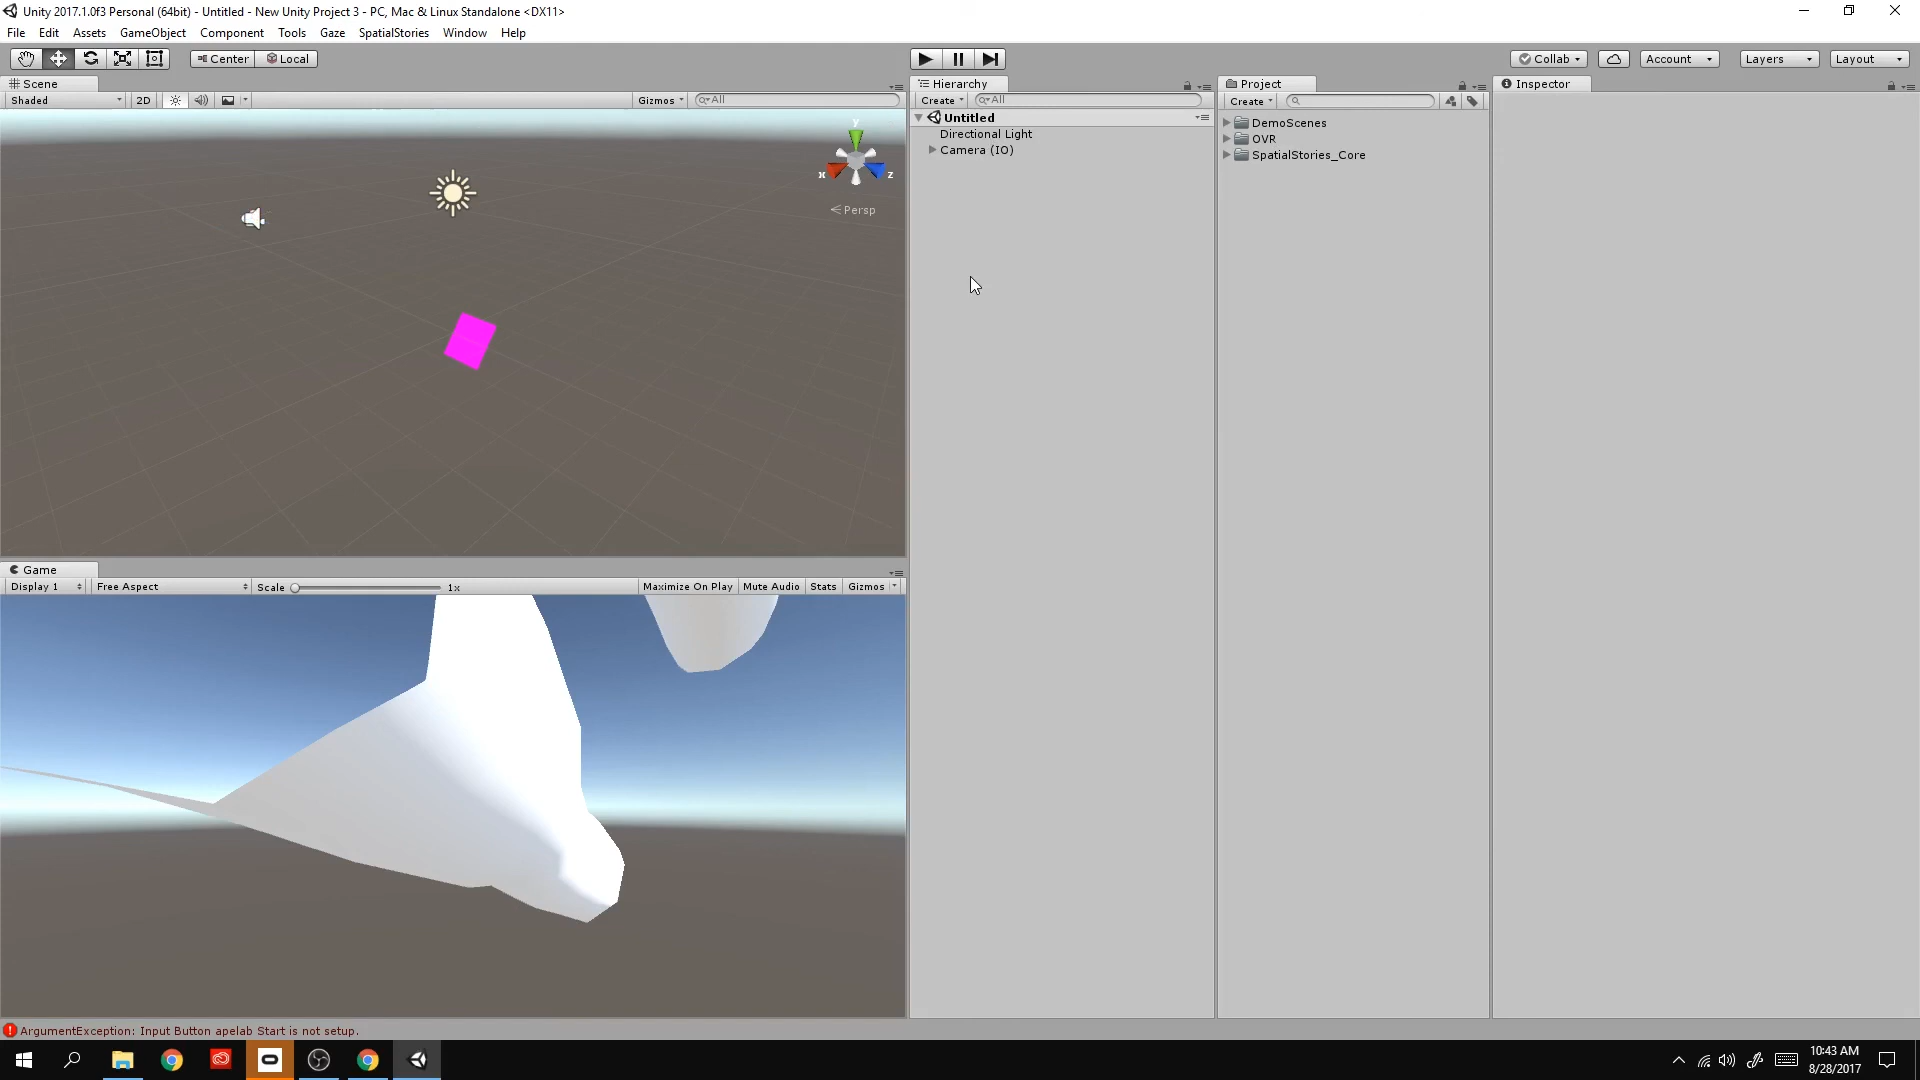 Unity 2017.1.0f3 Personal (64bit) - Untitled - New Unity Project 3 - PC, Mac & Linux Standalone <DX11>
File Edit Assets GameObject Component Tools Gaze SpatialStories Window Help
Center Local Collab Account Layers Layout
Scene
Shaded 2D Gizmos All
y
x z
Persp
Hierarchy
Create All
Untitled
Directional Light
Camera (IO)
Project
Create
DemoScenes
OVR
SpatialStories_Core
Inspector
Game
Display 1 Free Aspect Scale 1x Maximize On Play Mute Audio Stats Gizmos
ArgumentException: Input Button apelab Start is not setup.
10:43 AM
8/28/2017